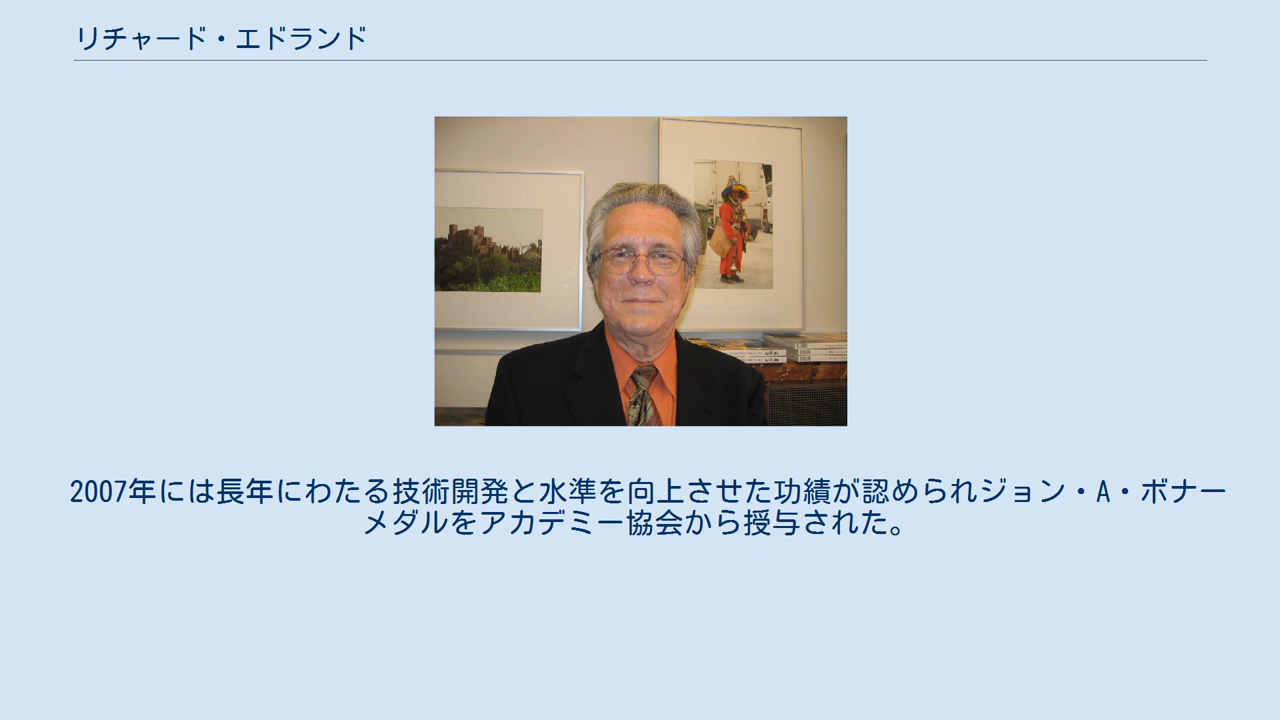 リチャード・エドランド
2007年には長年にわたる技術開発と水準を向上させた功績が認められジョン・A・ボナー
メダルをアカデミー協会から授与された。